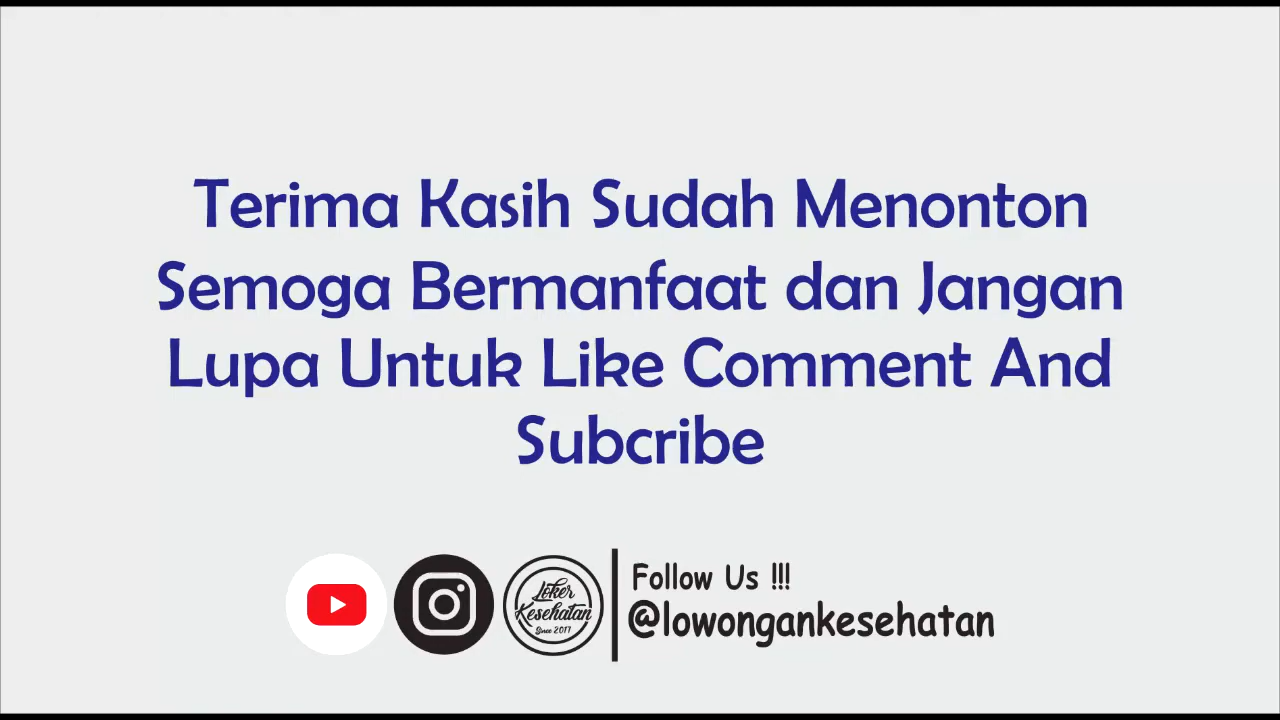 Terima Kasih Sudah Menonton
Semoga Bermanfaat dan Jangan
Lupa Untuk Like Comment And
Subcribe
Loker
Kesehatan
Since 2017
Follow Us !!!
@lowongankesehatan